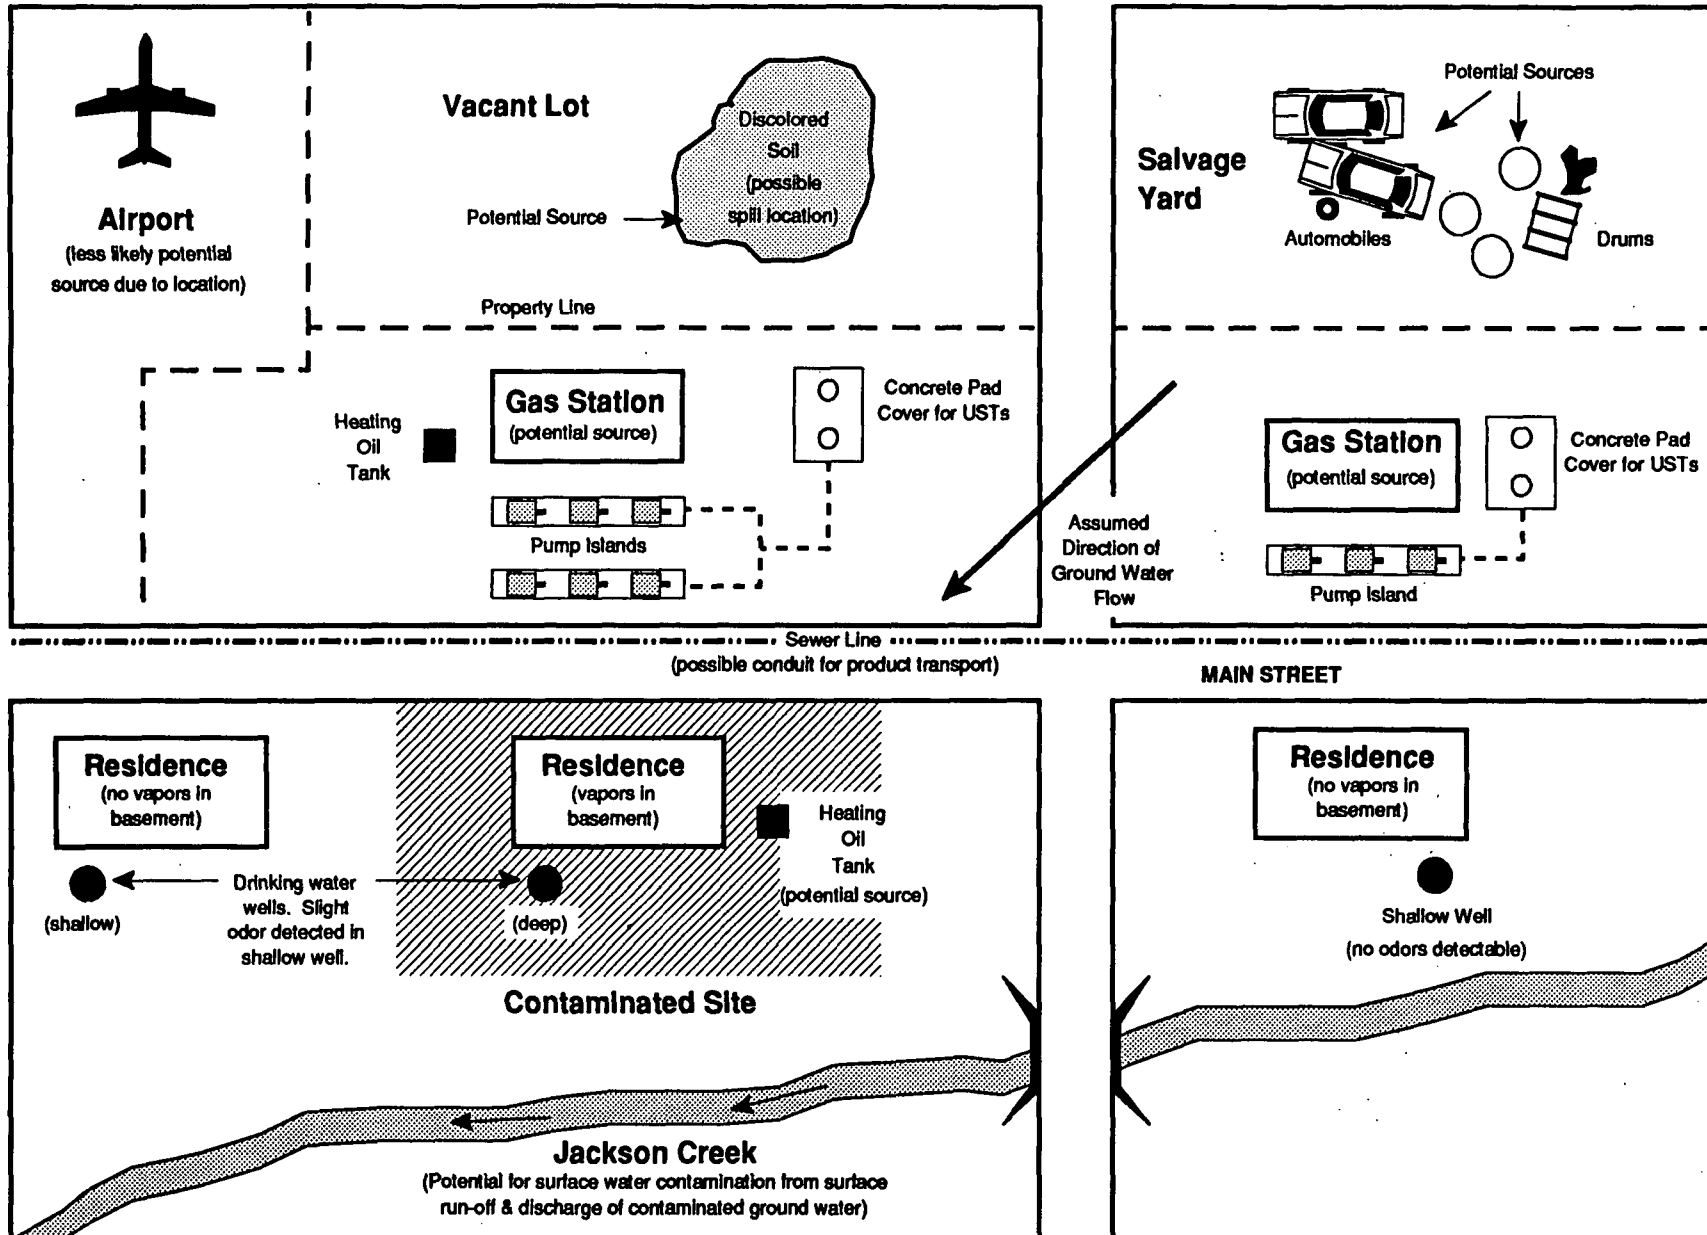 Vacant Lot
Discolored
Soil
(possible
spill location)
Potential Source
Airport
(less likely potential
source due to location)
Property Line
Potential Sources
Salvage
Yard
Automobiles
Drums
Heating
Oil
Tank
Gas Station
(potential source)
Concrete Pad
Cover for USTs
Pump Islands
Assumed
Direction of
Ground Water
Flow
Gas Station
(potential source)
Concrete Pad
Cover for USTs
Pump Island
Sewer Line
(possible conduit for product transport)
MAIN STREET
Residence
(no vapors in
basement)
Residence
(vapors in
basement)
Heating
Oil
Tank
(potential source)
Residence
(no vapors in
basement)
(shallow)
Drinking water
wells. Slight
odor detected in
shallow well.
(deep)
Shallow Well
(no odors detectable)
Contaminated Site
Jackson Creek
(Potential for surface water contamination from surface
run-off & discharge of contaminated ground water)